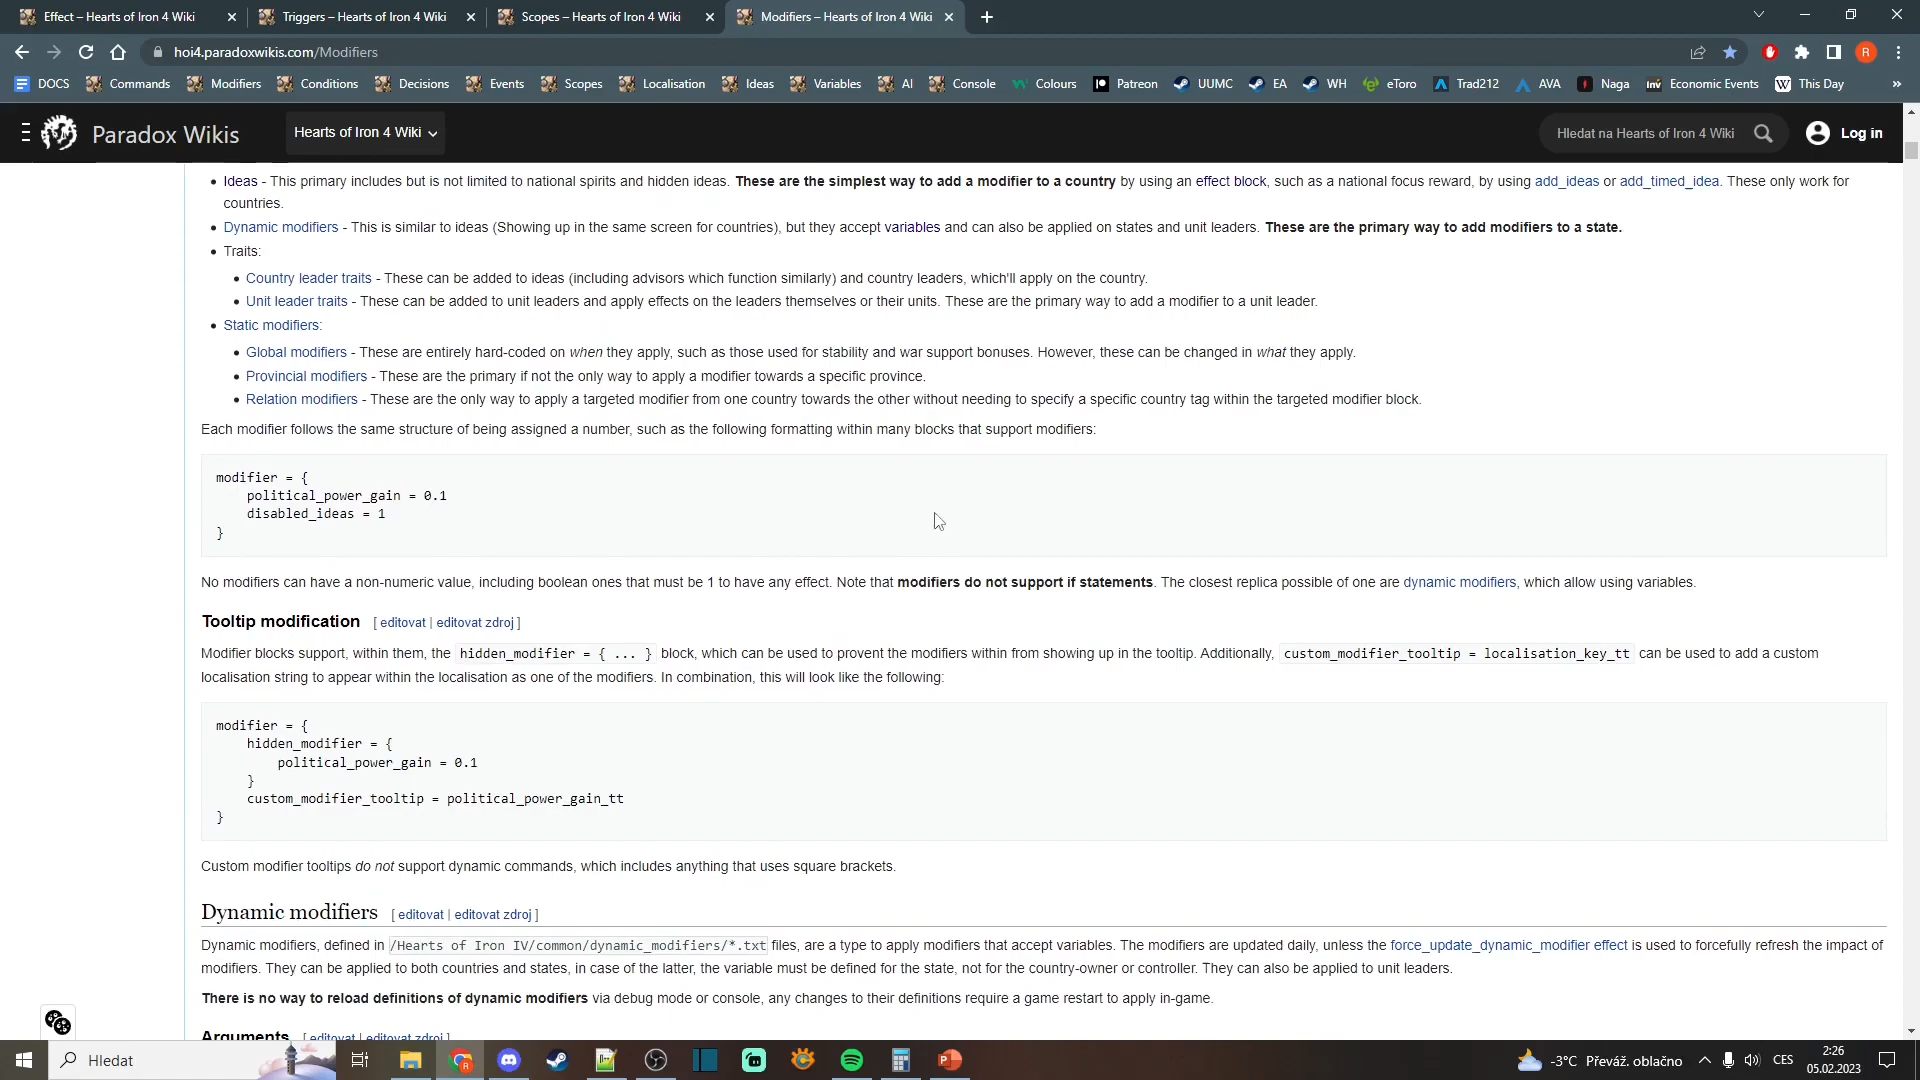 Effect – Hearts of Iron 4 Wiki
Triggers – Hearts of Iron 4 Wiki
Scopes – Hearts of Iron 4 Wiki
Modifiers – Hearts of Iron 4 Wiki
hoi4.paradoxwikis.com/Modifiers
R
DOCS Commands Modifiers Conditions Decisions Events Scopes Localisation Ideas Variables AI Console Colours Patreon UUMC EA WH eToro Trad212 AVA Naga Economic Events This Day
Paradox Wikis
Hearts of Iron 4 Wiki
Hledat na Hearts of Iron 4 Wiki
Log in
Ideas - This primary includes but is not limited to national spirits and hidden ideas. These are the simplest way to add a modifier to a country by using an effect block, such as a national focus reward, by using add_ideas or add_timed_idea. These only work for
countries.
Dynamic modifiers - This is similar to ideas (Showing up in the same screen for countries), but they accept variables and can also be applied on states and unit leaders. These are the primary way to add modifiers to a state.
Traits:
Country leader traits - These can be added to ideas (including advisors which function similarly) and country leaders, which'll apply on the country.
Unit leader traits - These can be added to unit leaders and apply effects on the leaders themselves or their units. These are the primary way to add a modifier to a unit leader.
Static modifiers:
Global modifiers - These are entirely hard-coded on when they apply, such as those used for stability and war support bonuses. However, these can be changed in what they apply.
Provincial modifiers - These are the primary if not the only way to apply a modifier towards a specific province.
Relation modifiers - These are the only way to apply a targeted modifier from one country towards the other without needing to specify a specific country tag within the targeted modifier block.
Each modifier follows the same structure of being assigned a number, such as the following formatting within many blocks that support modifiers:
modifier = {
political_power_gain = 0.1
disabled_ideas = 1
}
No modifiers can have a non-numeric value, including boolean ones that must be 1 to have any effect. Note that modifiers do not support if statements. The closest replica possible of one are dynamic modifiers, which allow using variables.
Tooltip modification [ editovat | editovat zdroj ]
Modifier blocks support, within them, the hidden_modifier = { ... } block, which can be used to provent the modifiers within from showing up in the tooltip. Additionally, custom_modifier_tooltip = localisation_key_tt can be used to add a custom
localisation string to appear within the localisation as one of the modifiers. In combination, this will look like the following:
modifier = {
hidden_modifier = {
political_power_gain = 0.1
}
custom_modifier_tooltip = political_power_gain_tt
}
Custom modifier tooltips do not support dynamic commands, which includes anything that uses square brackets.
Dynamic modifiers [ editovat | editovat zdroj ]
Dynamic modifiers, defined in /Hearts of Iron IV/common/dynamic_modifiers/*.txt files, are a type to apply modifiers that accept variables. The modifiers are updated daily, unless the force_update_dynamic_modifier effect is used to forcefully refresh the impact of
modifiers. They can be applied to both countries and states, in case of the latter, the variable must be defined for the state, not for the country-owner or controller. They can also be applied to unit leaders.
There is no way to reload definitions of dynamic modifiers via debug mode or console, any changes to their definitions require a game restart to apply in-game.
Arguments [ editovat | editovat zdroj ]
Hledat
-3°C Převáž. oblačno
CES
2:26
05.02.2023